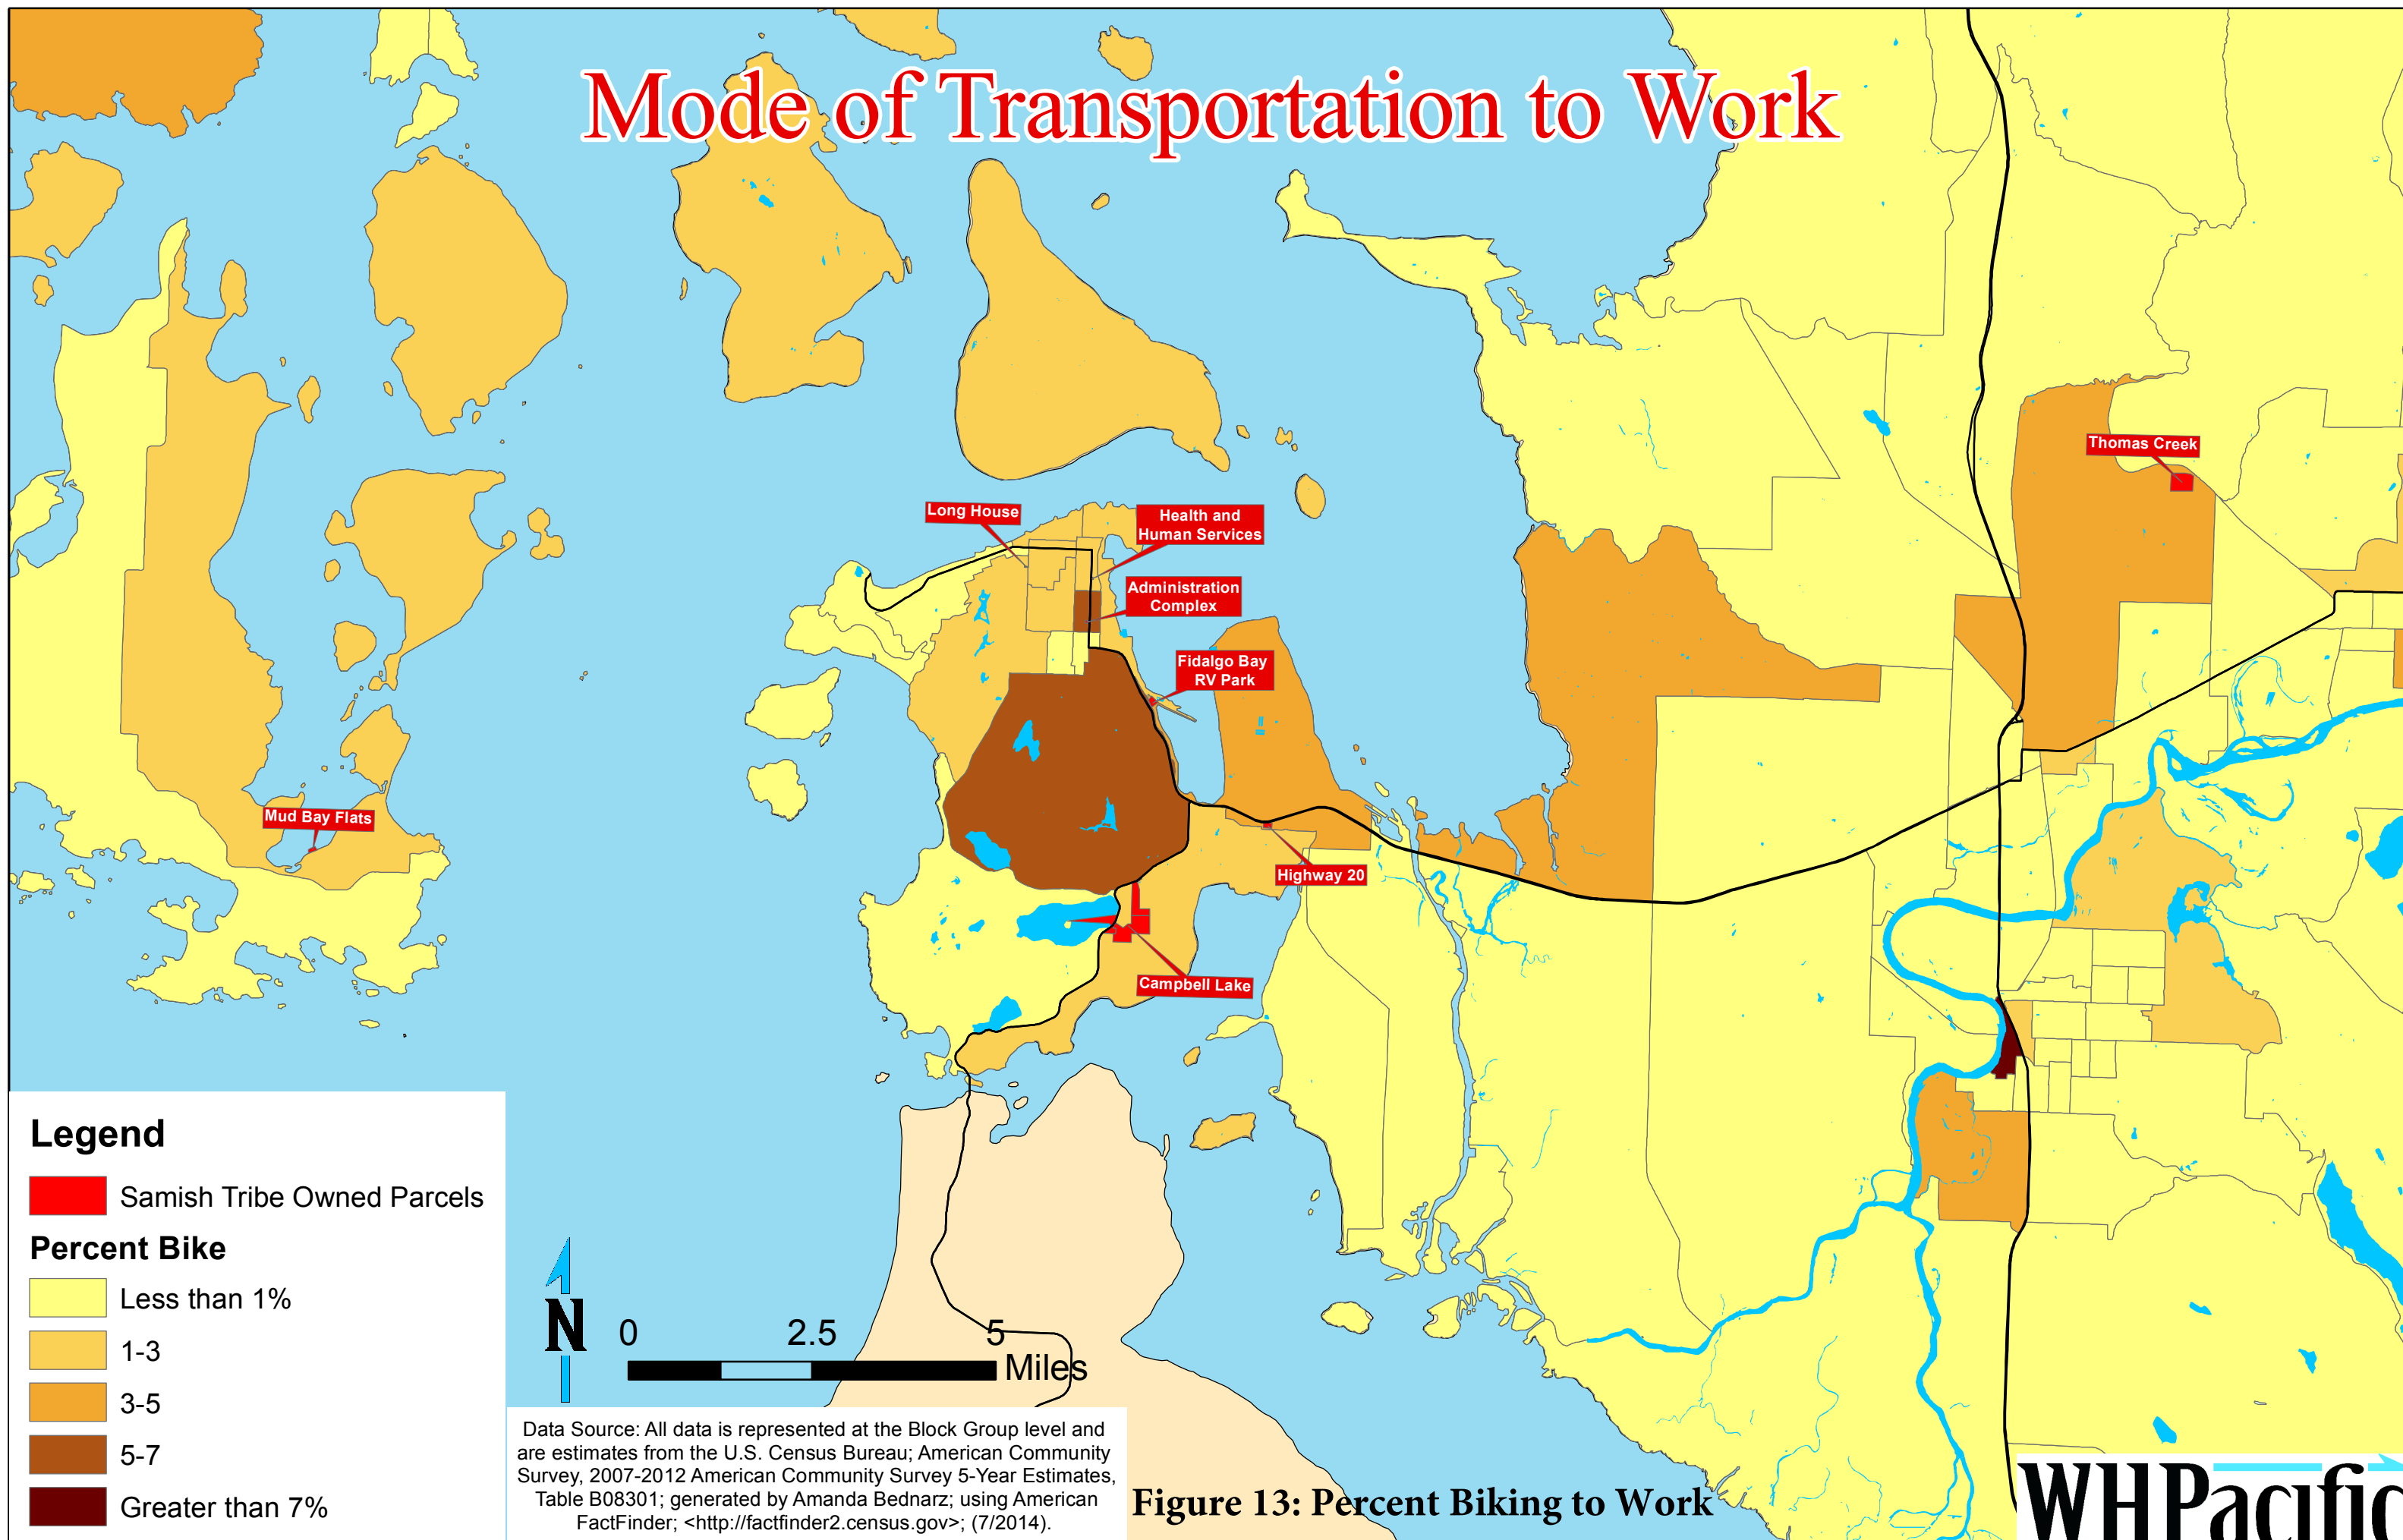 Mode of Transportation to Work
Thomas Creek
Long House
Health and
Human Services
Administration
Complex
Fidalgo Bay
RV Park
Mud Bay Flats
Highway 20
Campbell Lake
Legend
Samish Tribe Owned Parcels
Percent Bike
Less than 1%
1-3
3-5
5-7
Greater than 7%
N
0 2.5 5
Miles
Data Source: All data is represented at the Block Group level and
are estimates from the U.S. Census Bureau; American Community
Survey, 2007-2012 American Community Survey 5-Year Estimates,
Table B08301; generated by Amanda Bednarz; using American
FactFinder; <http://factfinder2.census.gov>; (7/2014).
Figure 13: Percent Biking to Work
WHPacific